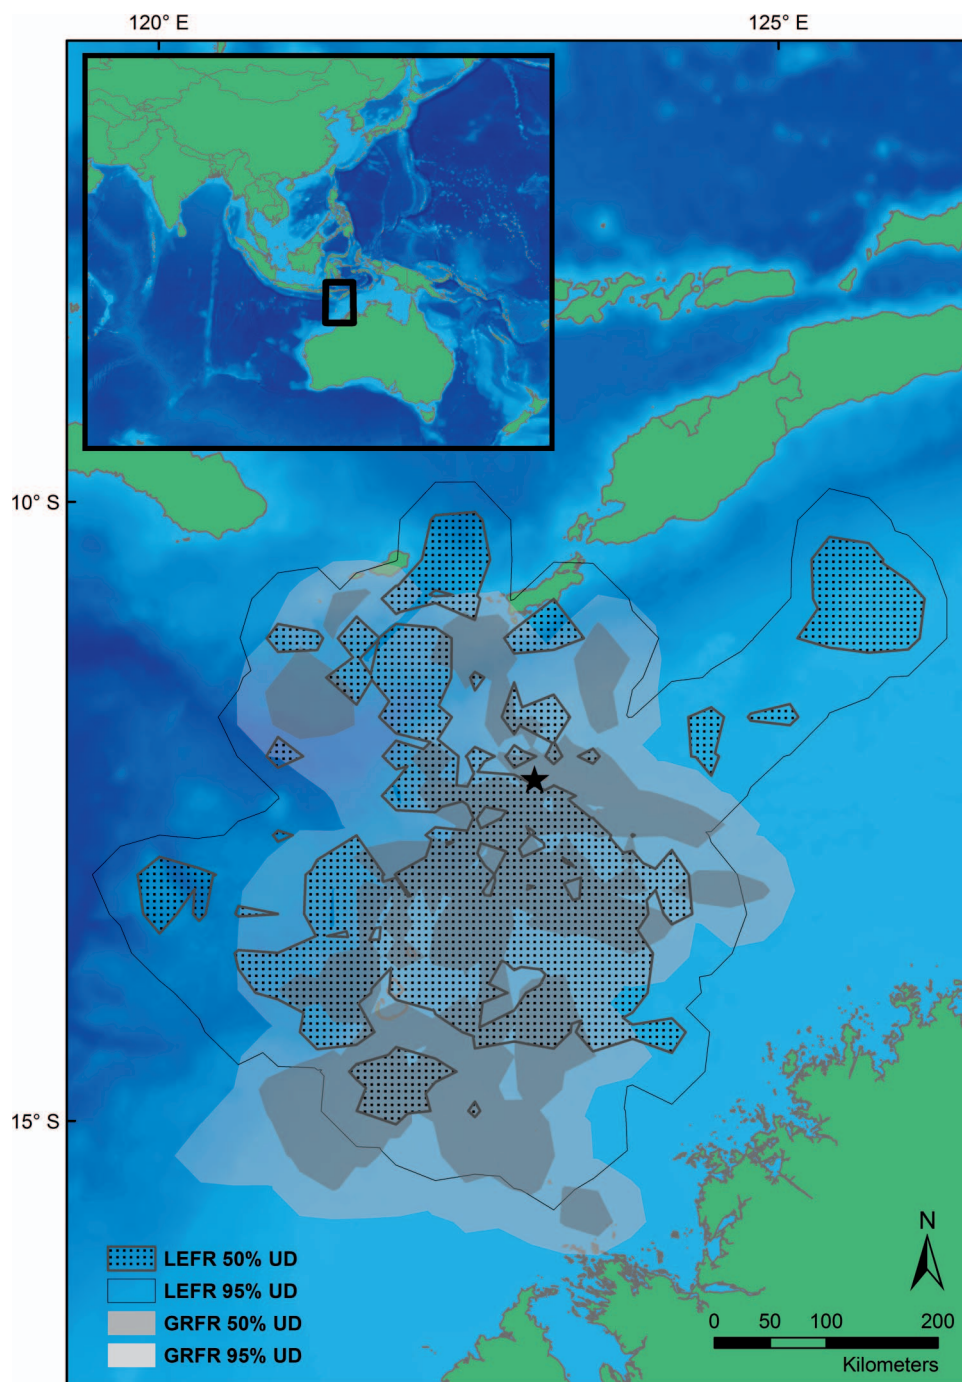 120° E 125° E
10° S
15° S
LEFR 50% UD
LEFR 95% UD
GRFR 50% UD
GRFR 95% UD
N
0 50 100 200
Kilometers